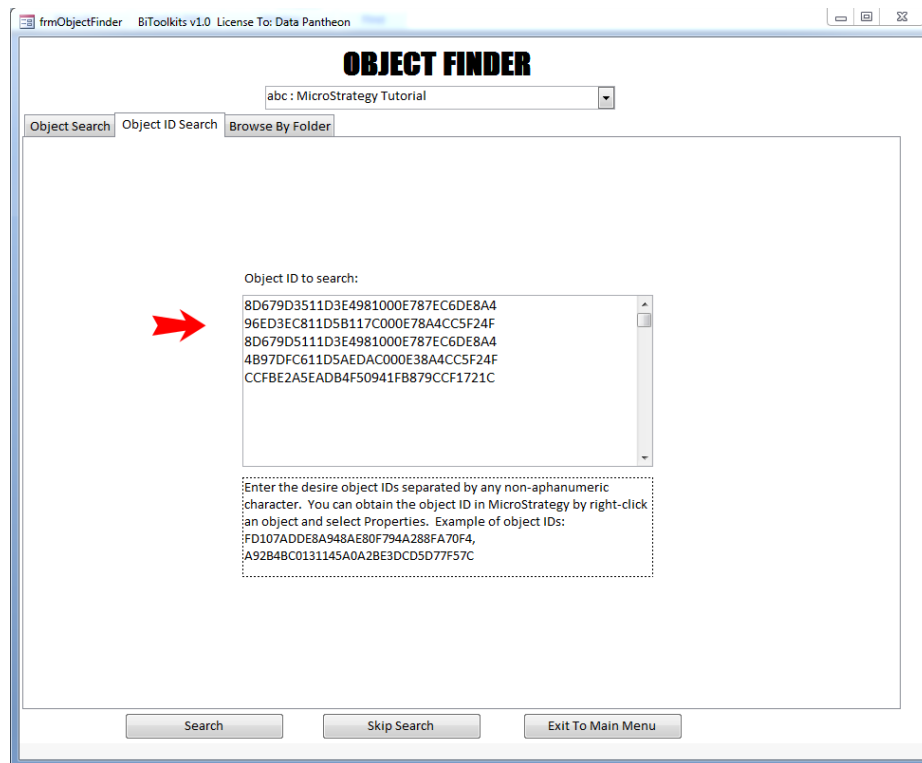 frmObjectFinder BiToolkits v1.0 License To: Data Pantheon
OBJECT FINDER
abc : MicroStrategy Tutorial
Object Search Object ID Search Browse By Folder
Object ID to search:
8D679D3511D3E4981000E787EC6DE8A4
96ED3EC811D5B117C000E78A4CC5F24F
8D679D5111D3E4981000E787EC6DE8A4
4B97DFC611D5AEDAC000E38A4CC5F24F
CCFBE2A5EADB4F50941FB879CCF1721C
Enter the desire object IDs separated by any non-aphanumeric
character. You can obtain the object ID in MicroStrategy by right-click
an object and select Properties. Example of object IDs:
FD107ADDE8A948AE80F794A288FA70F4,
A92B4BC0131145A0A2BE3DCD5D77F57C
Search Skip Search Exit To Main Menu